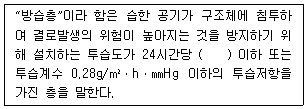 "방습층"이라 함은 습한 공기가 구조체에 침투하
여 결로발생의 위험이 높아지는 것을 방지하기 위
해 설치하는 투습도가 24시간당 (    ) 이하 또는
투습계수 0.28g/m²·h·mmHg 이하의 투습저항을
가진 층을 말한다.